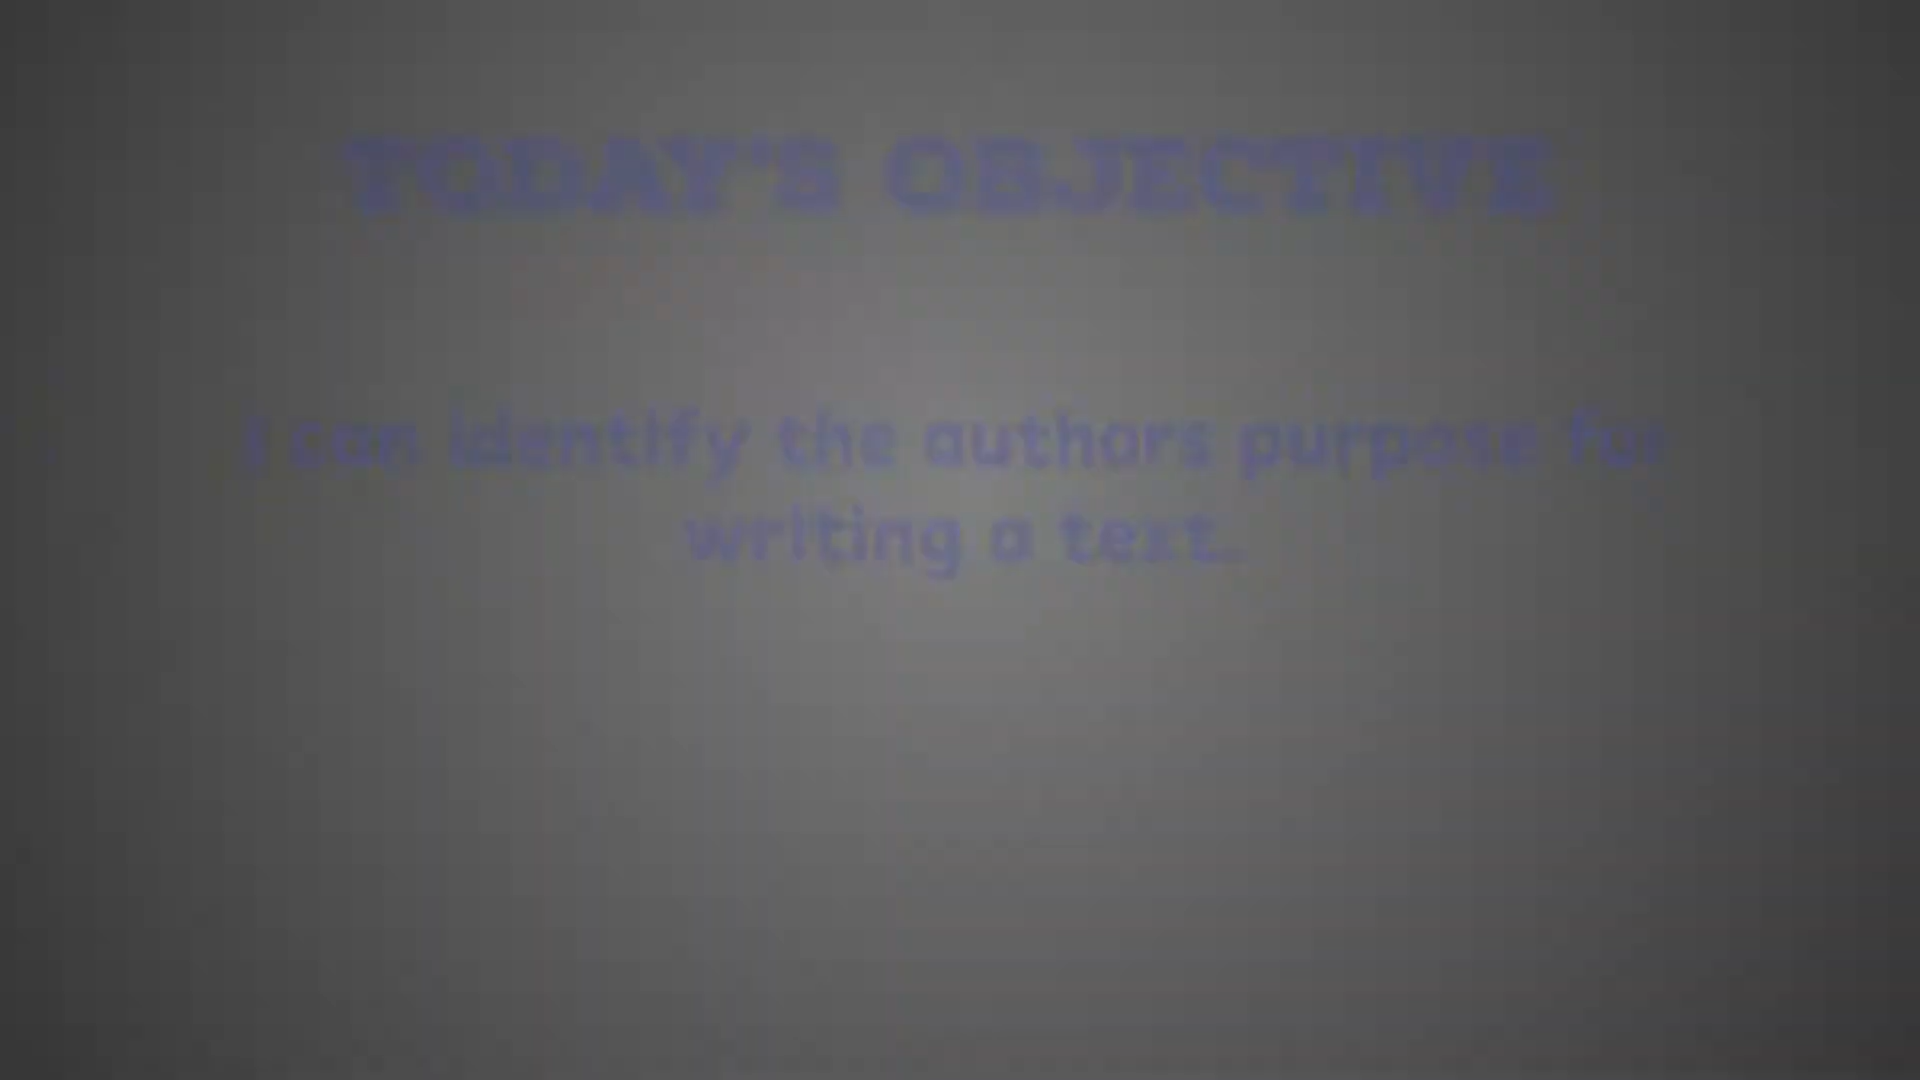 TODAY'S OBJECTIVE
I can identify the authors purpose for
writing a text.